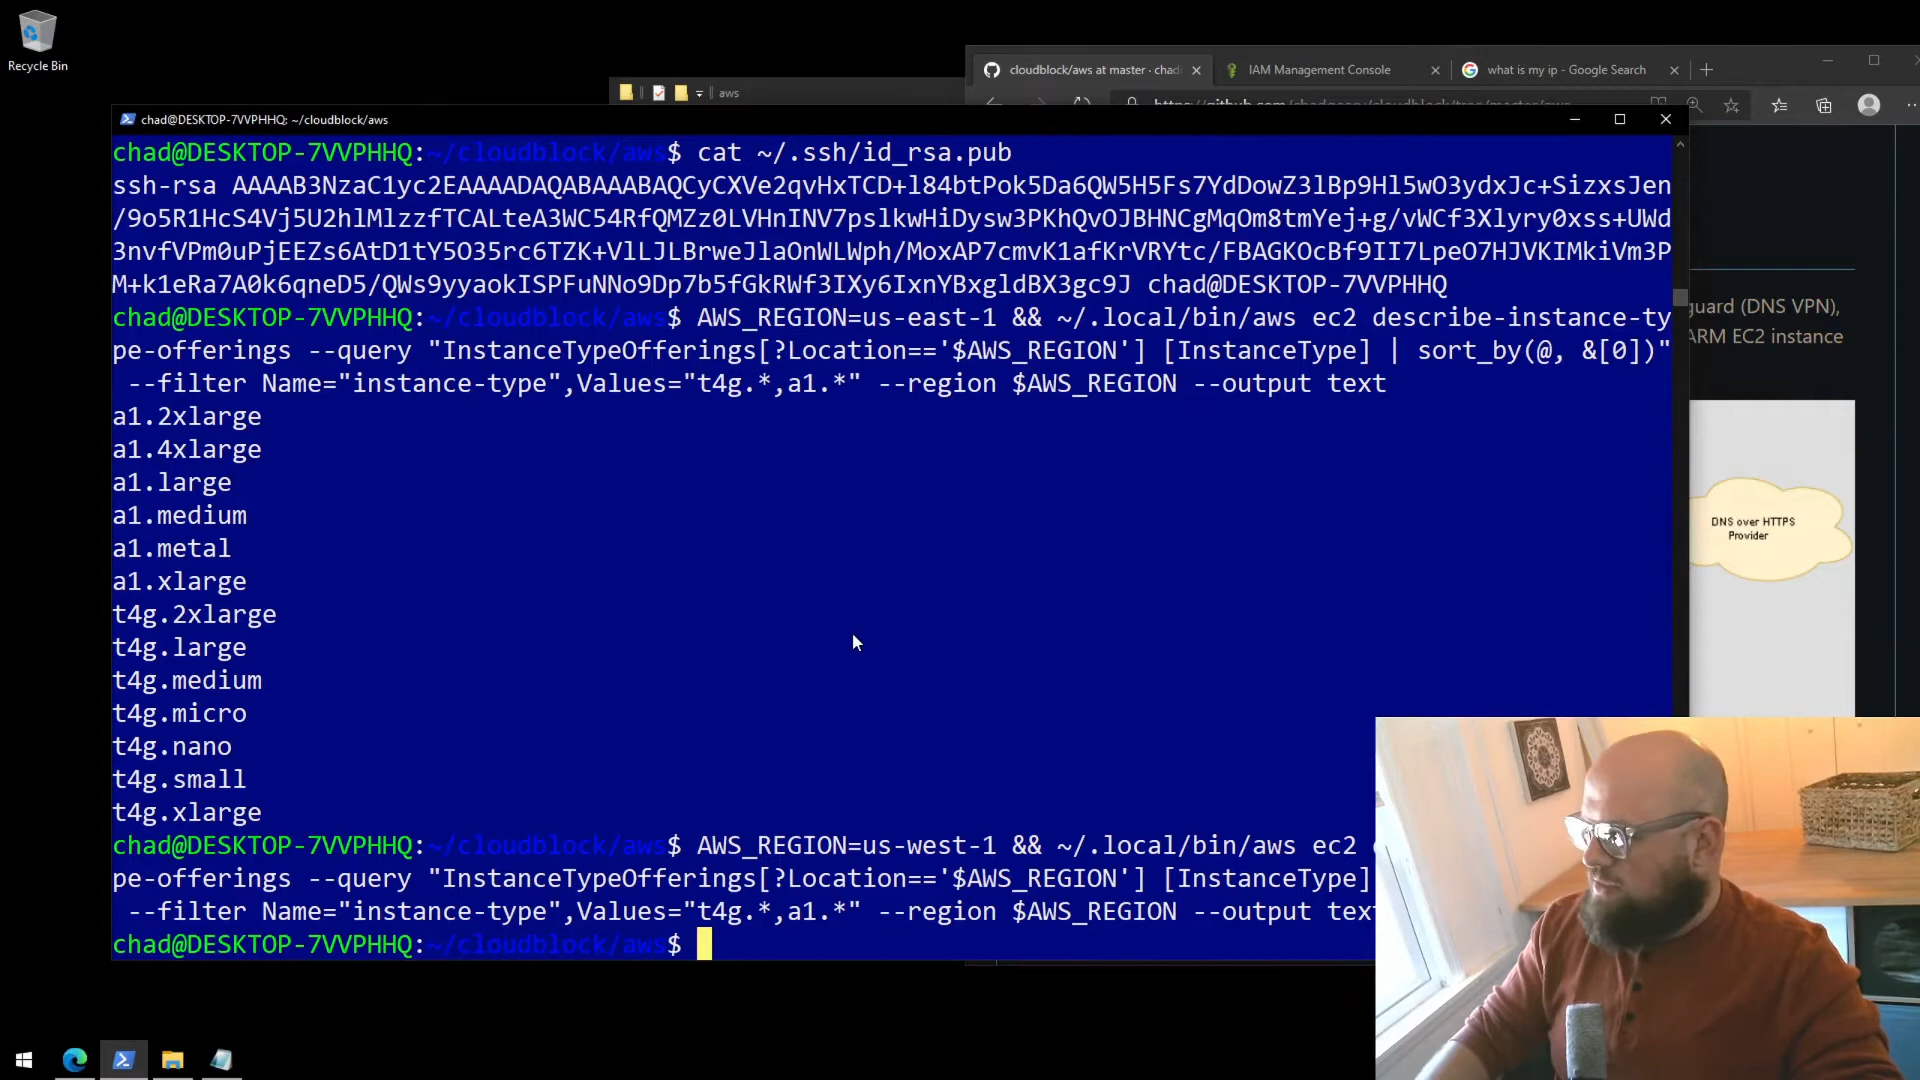 Recycle Bin
aws
cloudblock/aws at master · chad
IAM Management Console
what is my ip - Google Search
chad@DESKTOP-7VVPHHQ: ~/cloudblock/aws
chad@DESKTOP-7VVPHHQ:~/cloudblock/aws$ cat ~/.ssh/id_rsa.pub
ssh-rsa AAAAB3NzaC1yc2EAAAADAQABAAABAQCyCXVe2qvHxTCD+l84btPok5Da6QW5H5Fs7YdDowZ3lBp9Hl5wO3ydxJc+SizxsJen
/9o5R1HcS4Vj5U2hlMlzzfTCALteA3WC54RfQMZz0LVHnINV7pslkwHiDysw3PKhQvOJBHNCgMqOm8tmYej+g/vWCf3Xlyry0xss+UWd
3nvfVPm0uPjEEZs6AtD1tY5O35rc6TZK+VlLJLBrweJlaOnWLWph/MoxAP7cmvK1afKrVRYtc/FBAGKOcBf9II7LpeO7HJVKIMkiVm3P
M+k1eRa7A0k6qneD5/QWs9yyaokISPFuNNo9Dp7b5fGkRWf3IXy6IxnYBxgldBX3gc9J chad@DESKTOP-7VVPHHQ
chad@DESKTOP-7VVPHHQ:~/cloudblock/aws$ AWS_REGION=us-east-1 && ~/.local/bin/aws ec2 describe-instance-ty
pe-offerings --query "InstanceTypeOfferings[?Location=='$AWS_REGION'] [InstanceType] | sort_by(@, &[0])"
--filter Name="instance-type",Values="t4g.*,a1.*" --region $AWS_REGION --output text
a1.2xlarge
a1.4xlarge
a1.large
a1.medium
a1.metal
a1.xlarge
t4g.2xlarge
t4g.large
t4g.medium
t4g.micro
t4g.nano
t4g.small
t4g.xlarge
chad@DESKTOP-7VVPHHQ:~/cloudblock/aws$ AWS_REGION=us-west-1 && ~/.local/bin/aws ec2
pe-offerings --query "InstanceTypeOfferings[?Location=='$AWS_REGION'] [InstanceType]
--filter Name="instance-type",Values="t4g.*,a1.*" --region $AWS_REGION --output text
chad@DESKTOP-7VVPHHQ:~/cloudblock/aws$
guard (DNS VPN),
ARM EC2 instance
DNS over HTTPS
Provider